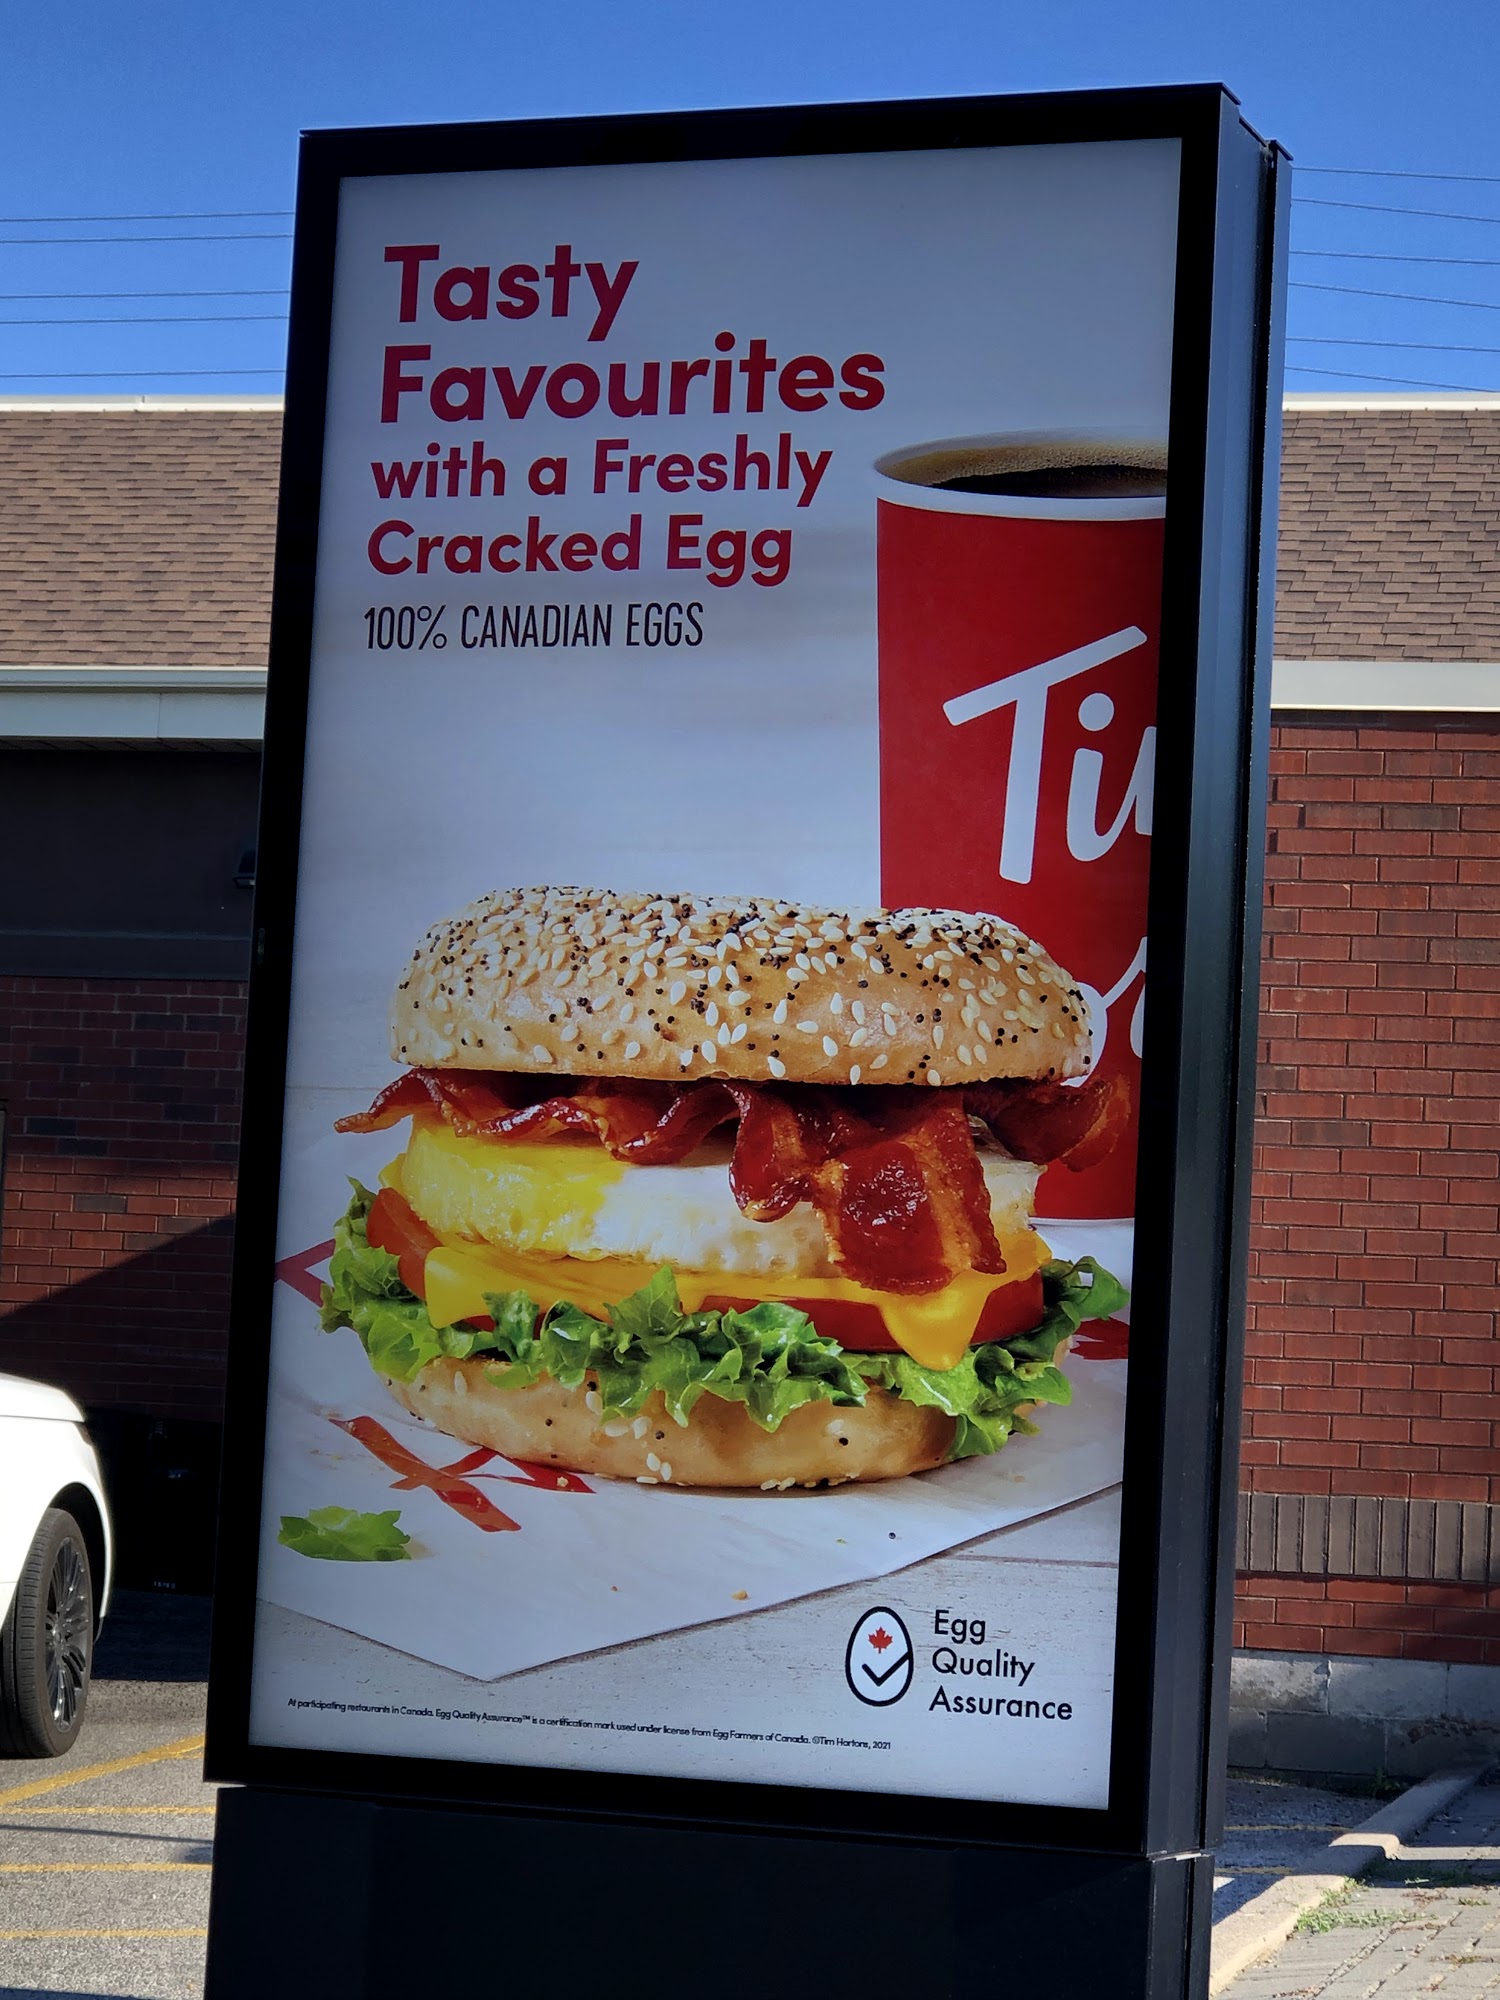 Tasty
Favourites
with a Freshly
Cracked Egg
100% CANADIAN EGGS
Ti
Egg
Quality
Assurance
At participating restaurants in Canada. Egg Quality Assurance™ is a certification mark used under license from Egg Farmers of Canada. ©Tim Hortons, 2021